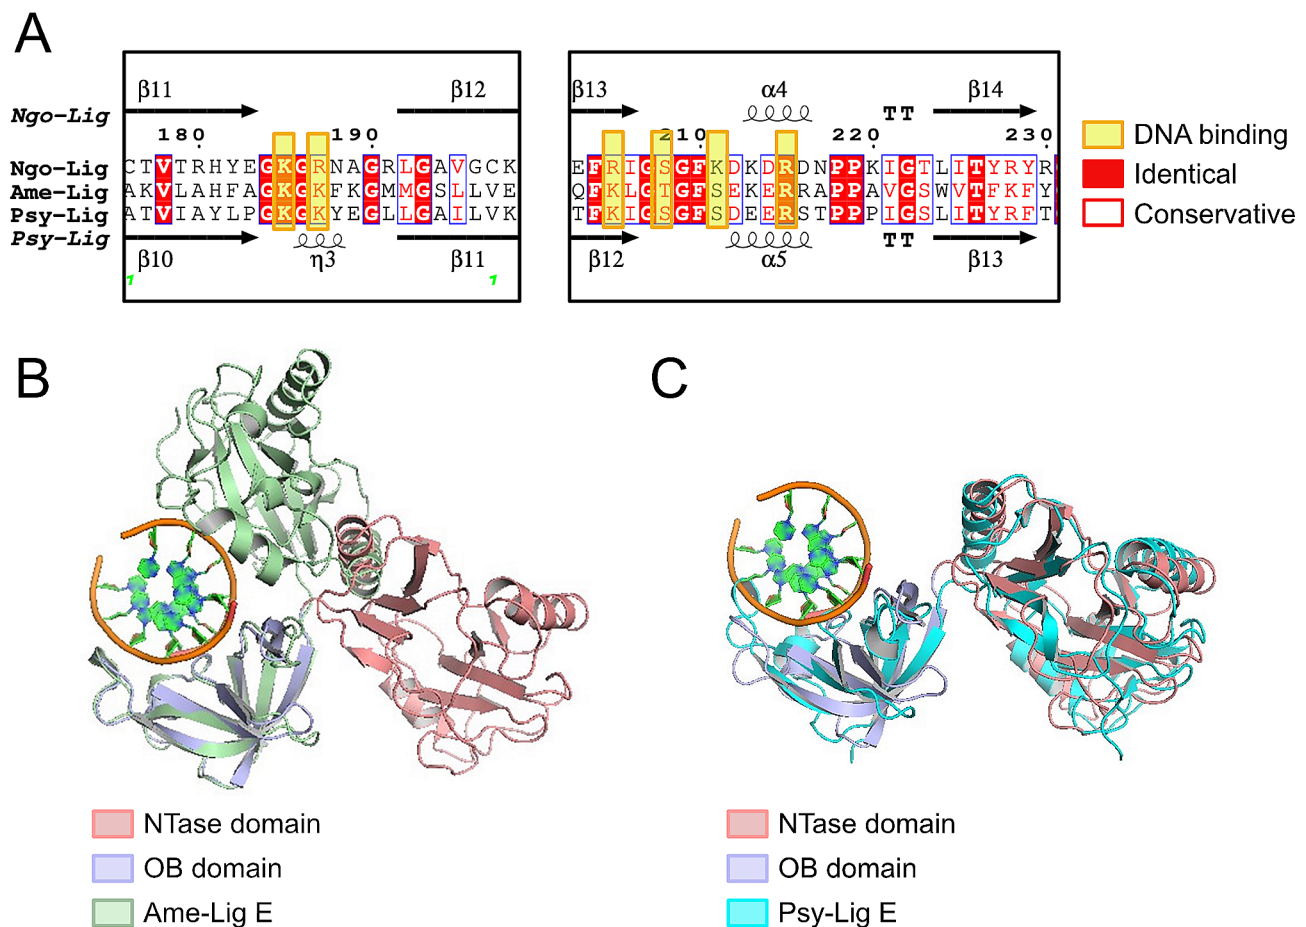 A
β11 β12
β13 α4 β14
Ngo-Lig
180 190
210 220 230
TT
Ngo-Lig CTVTRHYEGKGRNAGRLGAVGCK EFRIGSGFKDKDRDNPPKIGTLITYRYR
Ame-Lig AKVLAHFAGKGKFKGMMGSLLVE QFKLGTGFSEKERRAPPAVGSWVTFKFY
Psy-Lig ATVIAYLPGKGKYEGLLGAILVK TFKIGSGFSDEERSTPPPIGSLITYRFT
Psy-Lig
TT
β10 η3 β11
β12 α5 β13
1 1
DNA binding
Identical
Conservative
B
NTase domain
OB domain
Ame-Lig E
C
NTase domain
OB domain
Psy-Lig E